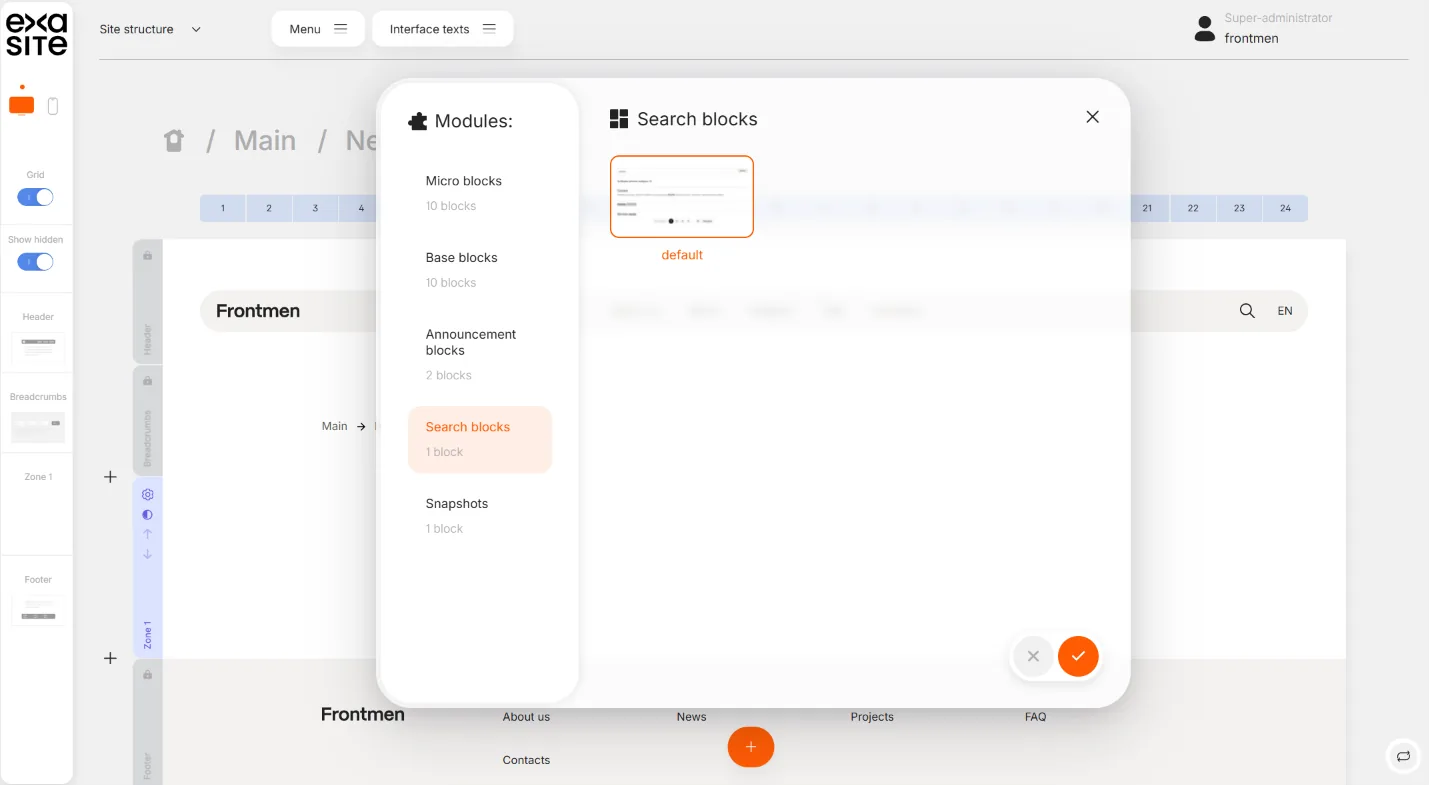 exa
SITE
Site structure
Menu
Interface texts
Super-administrator
frontmen
/ Main / Ne
Grid
Show hidden
Header
Breadcrumbs
Zone 1
Footer
1 2 3 4
21 22 23 24
Header
Breadcrumbs
Zone 1
Footer
Frontmen
EN
Main →
Modules:
Micro blocks
10 blocks
Base blocks
10 blocks
Announcement
blocks
2 blocks
Search blocks
1 block
Snapshots
1 block
Search blocks
default
Frontmen
About us
News
Projects
FAQ
Contacts